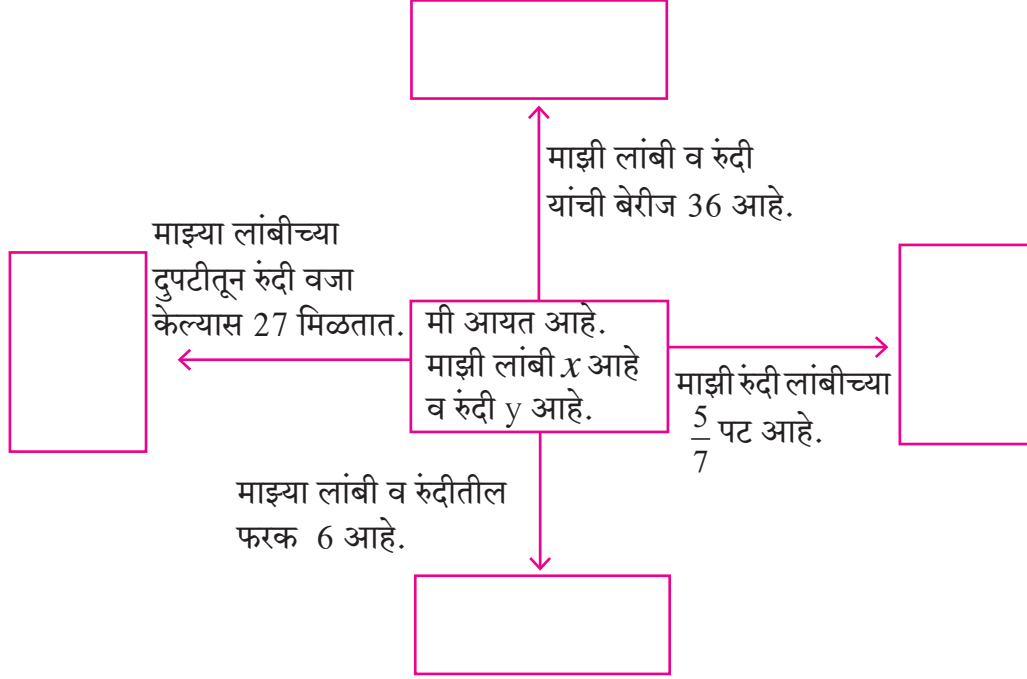 माझी लांबी व रुंदी
यांची बेरीज 36 आहे.
माझ्या लांबीच्या
दुपटीतून रुंदी वजा
केल्यास 27 मिळतात.
मी आयत आहे.
माझी लांबी x आहे
व रुंदी y आहे.
माझी रुंदी लांबीच्या
5/7 पट आहे.
माझ्या लांबी व रुंदीतील
फरक 6 आहे.